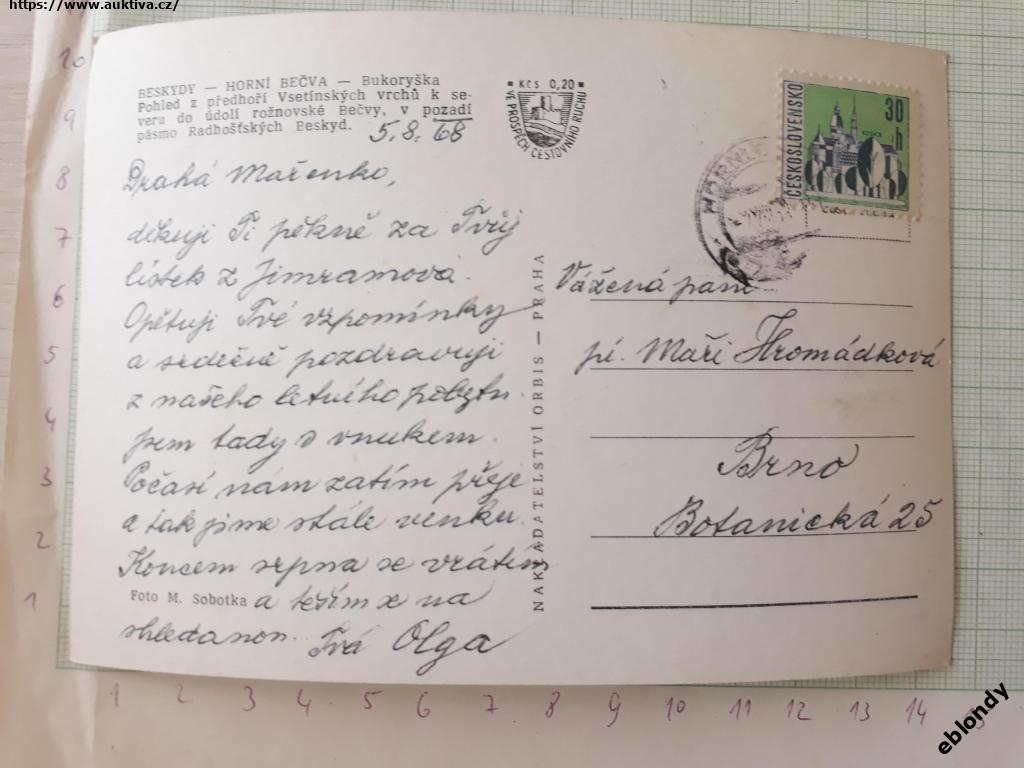 https://www.auktiva.cz/
BESKYDY — HORNÍ BEČVA — Bukoryška
Pohled z předhoří Vsetínských vrchů k se-
veru do údolí rožnovské Bečvy, v pozadí
pásmo Radhošťských Beskyd.
5.8.68
Drahá Mařenko,
děkuji Ti pěkně za Tvůj
lístek z Jimramova.
Opětuji Tvé vzpomínky
a srdečně pozdravuji
z našeho letního pobytu.
jsem tady s vnukem.
Počasí nám zatím přeje
a tak jsme stále venku.
Koncem srpna se vrátím
Foto M. Sobotka
a těším se na
shledanou. Tvá Olga
Kčs 0,20
VE PROSPĚCH CESTOVNÍHO RUCHU
NAKLADATELSTVÍ ORBIS — PRAHA
ČESKOSLOVENSKO
30 h
KOŠICE
HORNÍ
Vážená paní
pí. Maří Hromádková
Brno
Botanická 25
10
9
8
7
6
5
4
3
2
1
1 2 3 4 5 6 7 8 9 10 11 12 13 14
eblondy